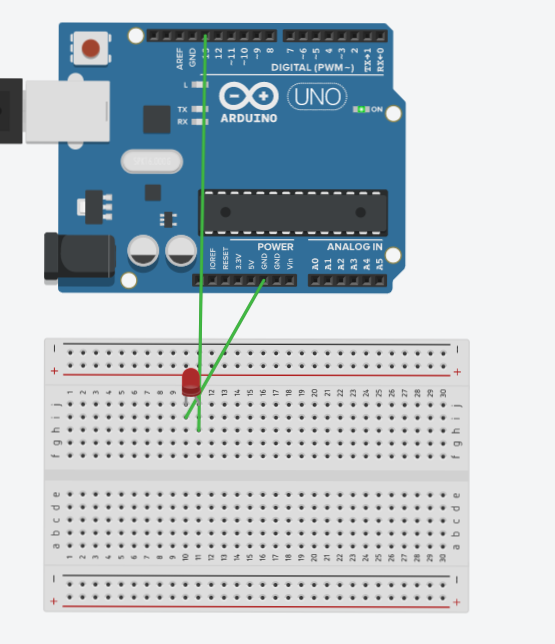 AREF
GND
13
12
~11
~10
~9
8
7
~6
~5
4
~3
2
TX→1
RX←0
DIGITAL (PWM~)
L
TX
RX
ARDUINO
UNO
ON
POWER
ANALOG IN
IOREF
RESET
3.3V
5V
GND
GND
Vin
A0
A1
A2
A3
A4
A5
− −
+ +
1 2 3 4 5 6 7 8 9 12 13 14 15 16 17 18 19 20 21 22 23 24 25 26 27 28 29 30
j j
i i
h h
g g
f f
e e
d d
c c
b b
a a
1 2 3 4 5 6 7 8 9 10 11 12 13 14 15 16 17 18 19 20 21 22 23 24 25 26 27 28 29 30
− −
+ +